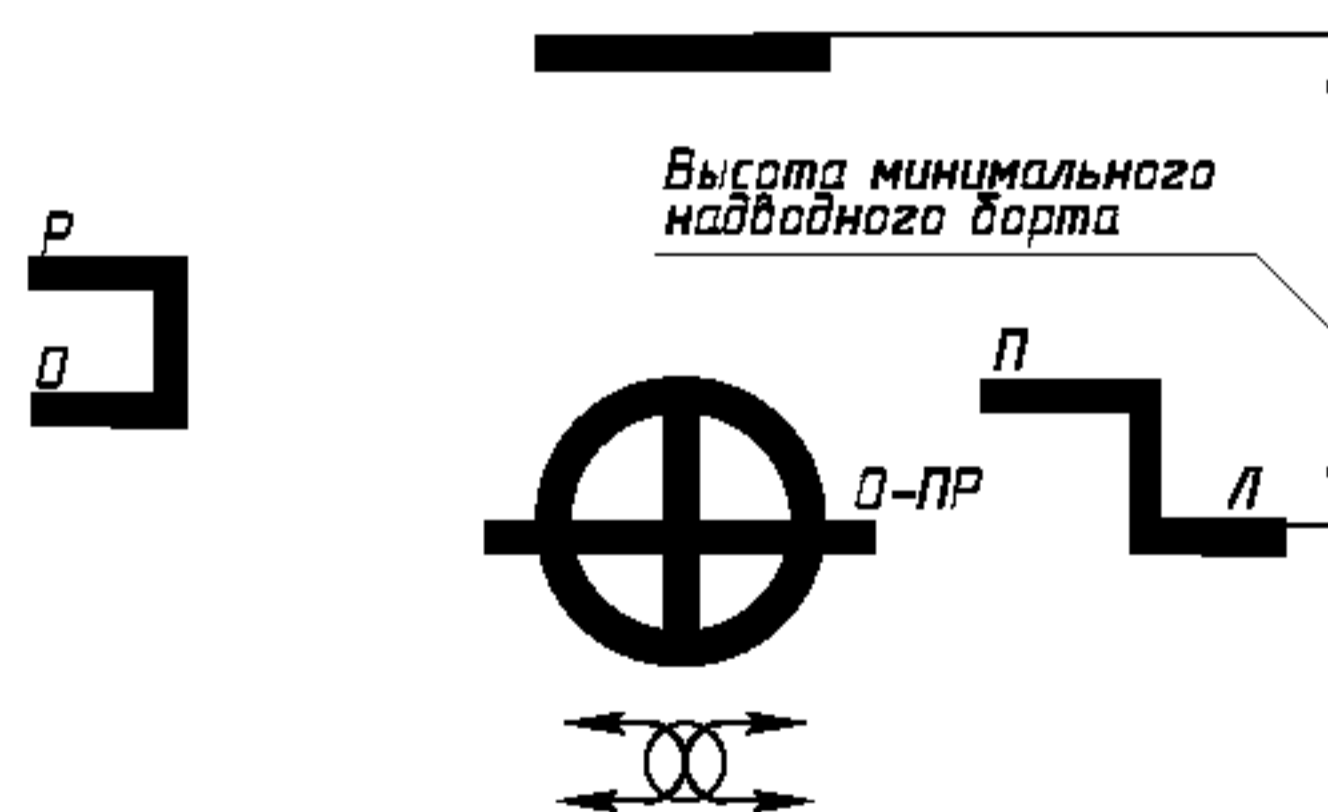 Высота минимального
надводного борта
Р
О
П
О-ПР
Л